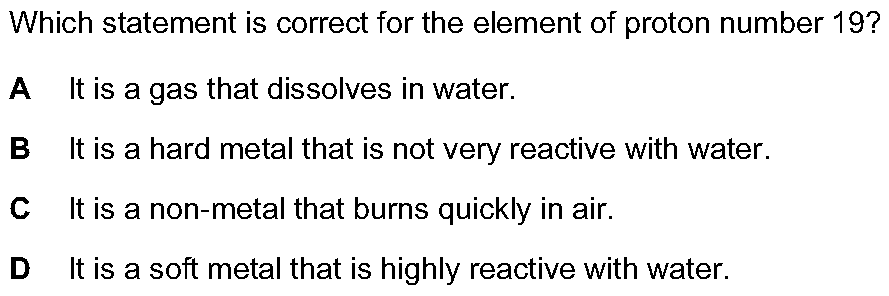 Which statement is correct for the element of proton number 19?
A It is a gas that dissolves in water.
B It is a hard metal that is not very reactive with water.
C It is a non-metal that burns quickly in air.
D It is a soft metal that is highly reactive with water.